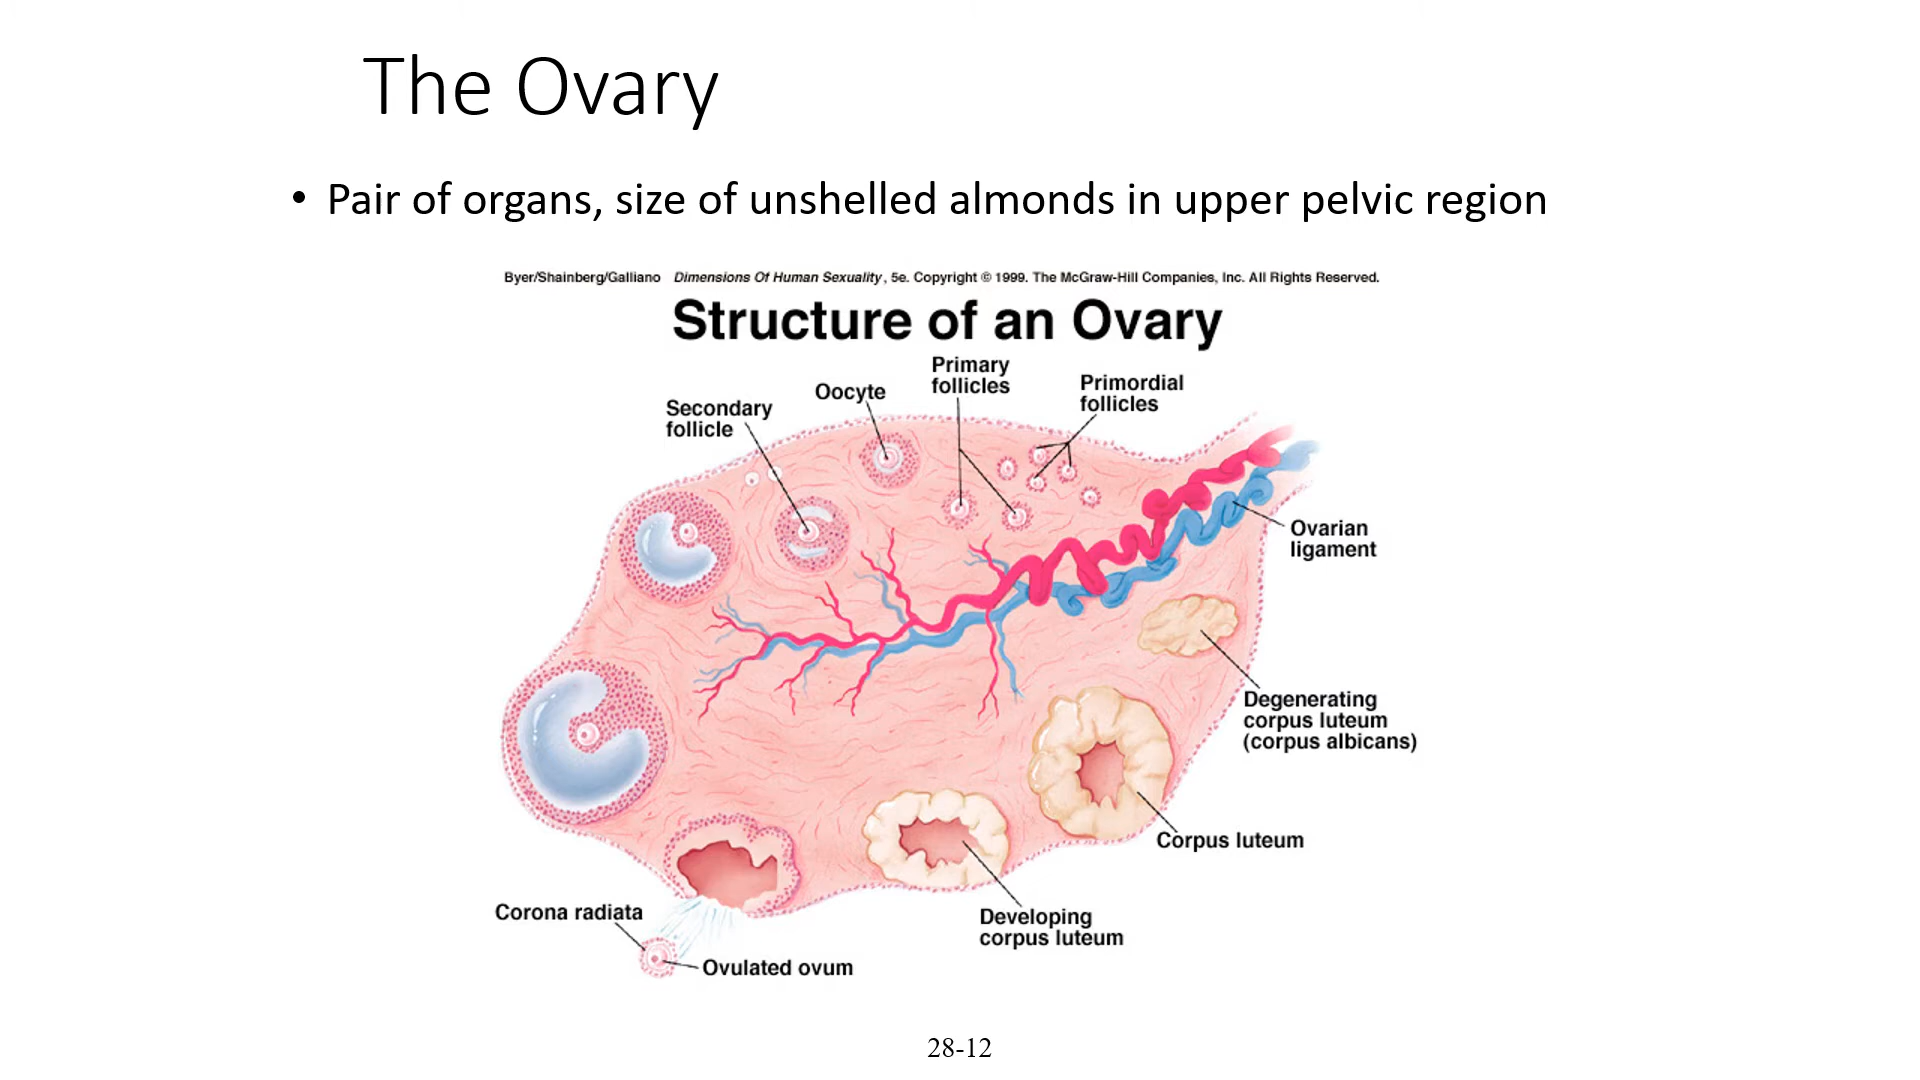 The Ovary
• Pair of organs, size of unshelled almonds in upper pelvic region
Byer/Shainberg/Galliano Dimensions Of Human Sexuality, 5e. Copyright © 1999. The McGraw-Hill Companies, Inc. All Rights Reserved.
Structure of an Ovary
Primary
follicles
Primordial
follicles
Oocyte
Secondary
follicle
Ovarian
ligament
Degenerating
corpus luteum
(corpus albicans)
Corpus luteum
Developing
corpus luteum
Corona radiata
Ovulated ovum
28-12